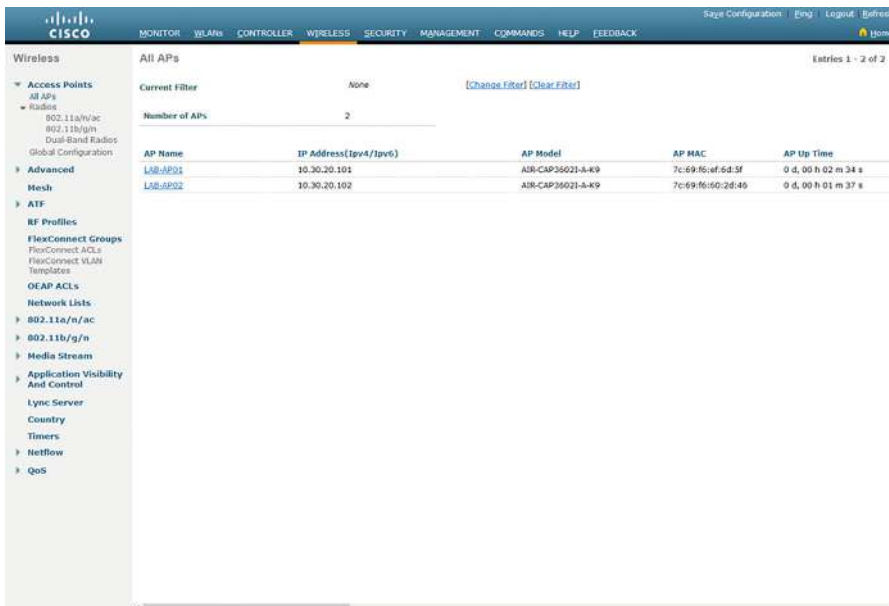 Save Configuration Ping Logout Refres
CISCO MONITOR WLANs CONTROLLER WIRELESS SECURITY MANAGEMENT COMMANDS HELP FEEDBACK Hom
Wireless
Access Points
All APs
Radios
802.11a/n/ac
802.11b/g/n
Dual-Band Radios
Global Configuration
Advanced
Mesh
ATF
RF Profiles
FlexConnect Groups
FlexConnect ACLs
FlexConnect VLAN
Templates
OEAP ACLs
Network Lists
802.11a/n/ac
802.11b/g/n
Media Stream
Application Visibility
And Control
Lync Server
Country
Timers
Netflow
QoS
All APs Entries 1 - 2 of 2
Current Filter None [Change Filter] [Clear Filter]
Number of APs 2
AP Name IP Address(Ipv4/Ipv6) AP Model AP MAC AP Up Time
LAB-AP01 10.30.20.101 AIR-CAP3602I-A-K9 7c:69:f6:ef:6d:5f 0 d, 00 h 02 m 34 s
LAB-AP02 10.30.20.102 AIR-CAP3602I-A-K9 7c:69:f6:60:2d:46 0 d, 00 h 01 m 37 s